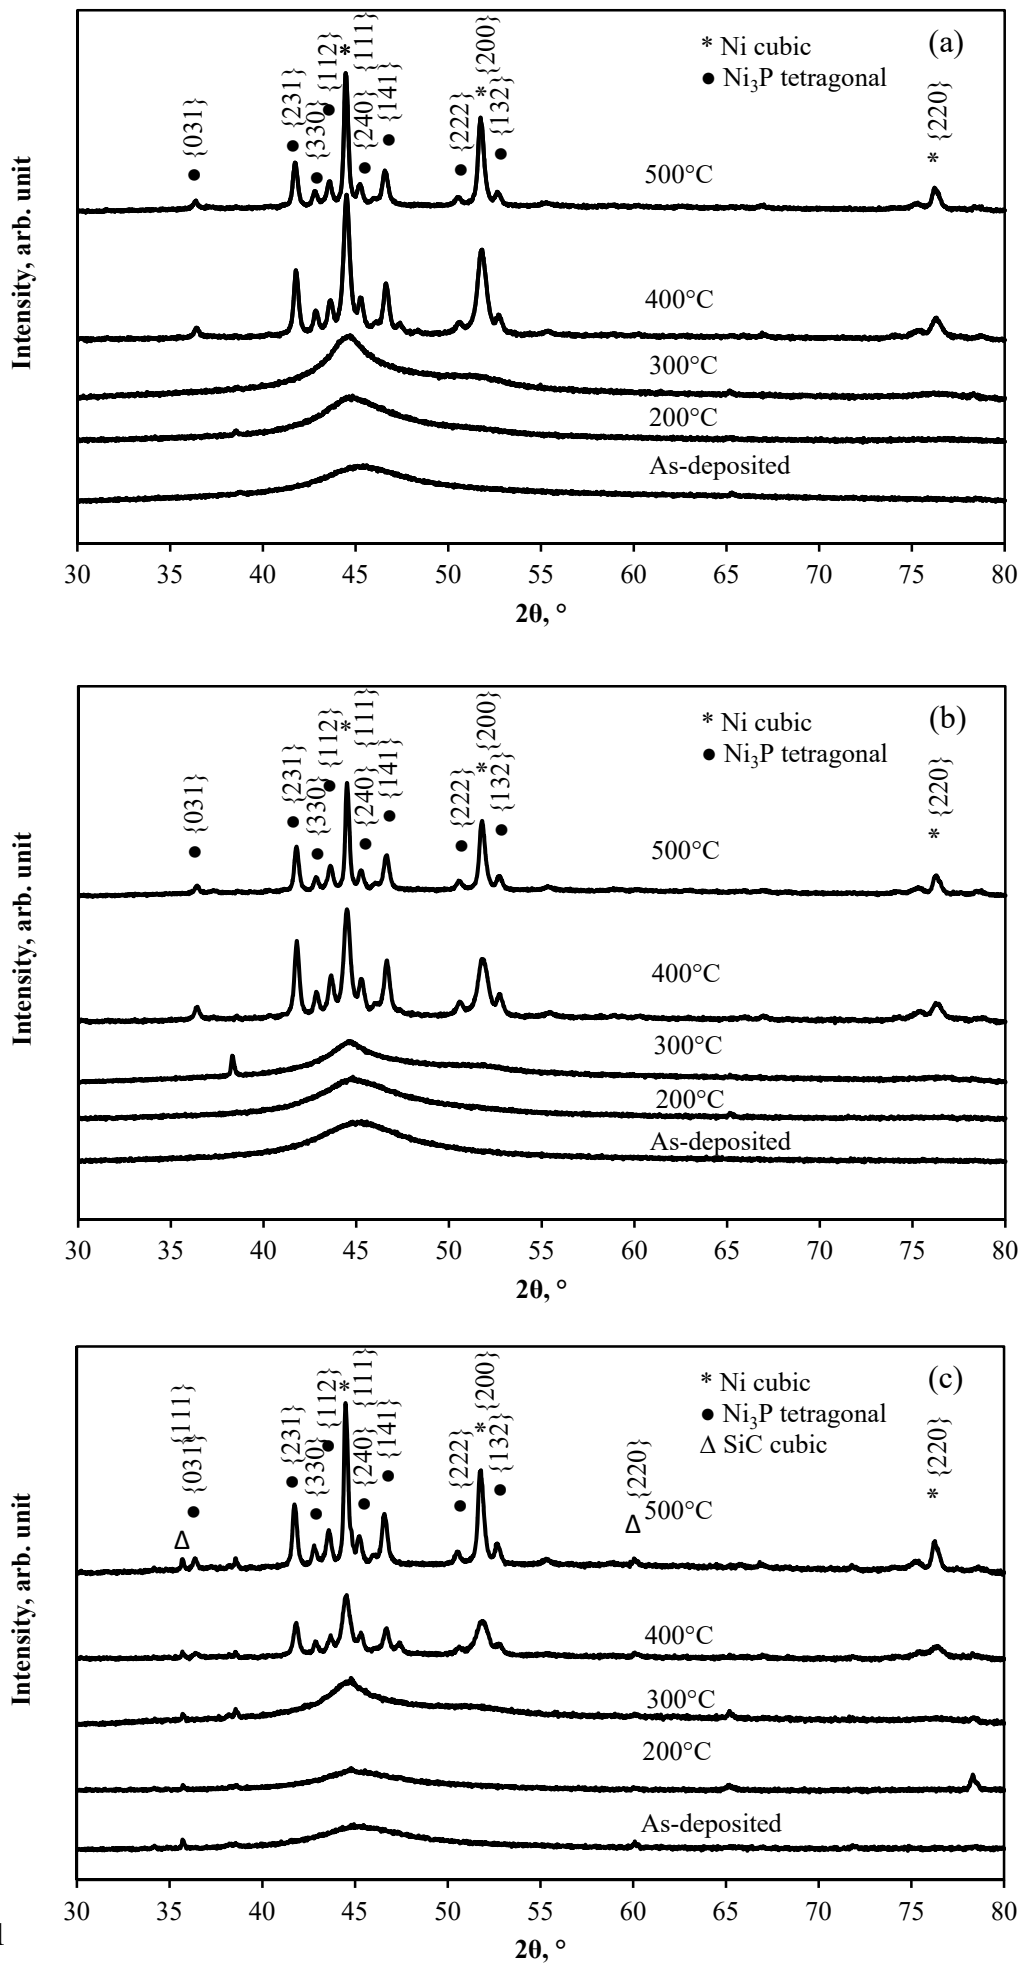 {031}
{231}
{330}
{112}
{111}
{240}
{141}
{222}
{200}
{132}
{220}
*
* Ni cubic
● Ni₃P tetragonal
(a)
500°C
400°C
300°C
200°C
As-deposited
Intensity, arb. unit
30 35 40 45 50 55 60 65 70 75 80
2θ, °
{031}
{231}
{330}
{112}
{111}
{240}
{141}
{222}
{200}
{132}
{220}
*
* Ni cubic
● Ni₃P tetragonal
(b)
500°C
400°C
300°C
200°C
As-deposited
Intensity, arb. unit
30 35 40 45 50 55 60 65 70 75 80
2θ, °
{111}
{031}
{231}
{330}
{112}
{111}
{240}
{141}
{222}
{200}
{132}
{220}
{220}
*
Δ
Δ
* Ni cubic
● Ni₃P tetragonal
Δ SiC cubic
(c)
500°C
400°C
300°C
200°C
As-deposited
Intensity, arb. unit
30 35 40 45 50 55 60 65 70 75 80
2θ, °